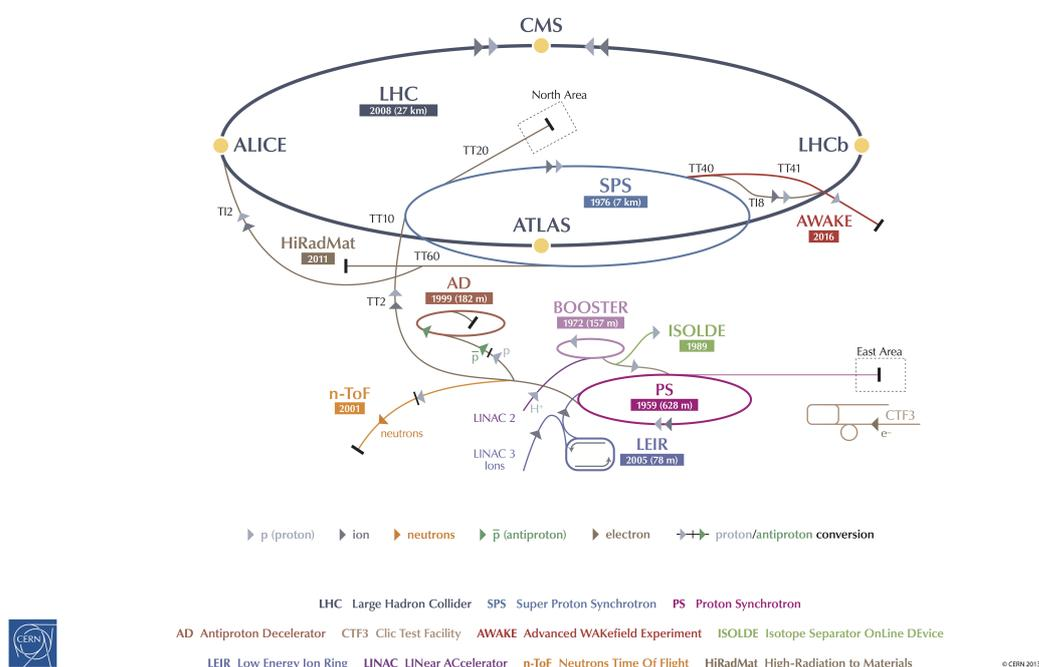 CMS
LHC
2008 (27 km)
North Area
ALICE
TT20
LHCb
TT40
TT41
SPS
1976 (7 km)
TI8
TI2
TT10
ATLAS
AWAKE
2016
HiRadMat
2011
TT60
AD
1999 (182 m)
TT2
BOOSTER
1972 (157 m)
ISOLDE
1989
p̅
p
East Area
n-ToF
2001
PS
1959 (628 m)
H⁺
LINAC 2
neutrons
CTF3
e-
LINAC 3
Ions
LEIR
2005 (78 m)
p (proton) ion neutrons p̅ (antiproton) electron proton/antiproton conversion
LHC Large Hadron Collider SPS Super Proton Synchrotron PS Proton Synchrotron
AD Antiproton Decelerator CTF3 Clic Test Facility AWAKE Advanced WAKefield Experiment ISOLDE Isotope Separator OnLine DEvice
LEIR Low Energy Ion Ring LINAC LINear ACcelerator n-ToF Neutrons Time Of Flight HiRadMat High-Radiation to Materials
CERN
© CERN